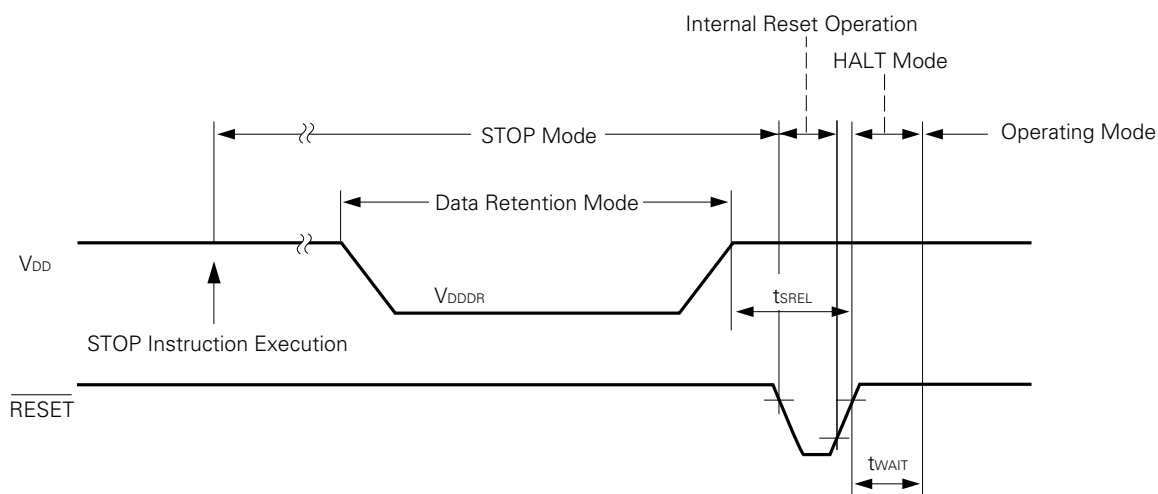 Internal Reset Operation
HALT Mode
STOP Mode
Operating Mode
Data Retention Mode
VDD
VDDDR
tSREL
STOP Instruction Execution
RESET
tWAIT